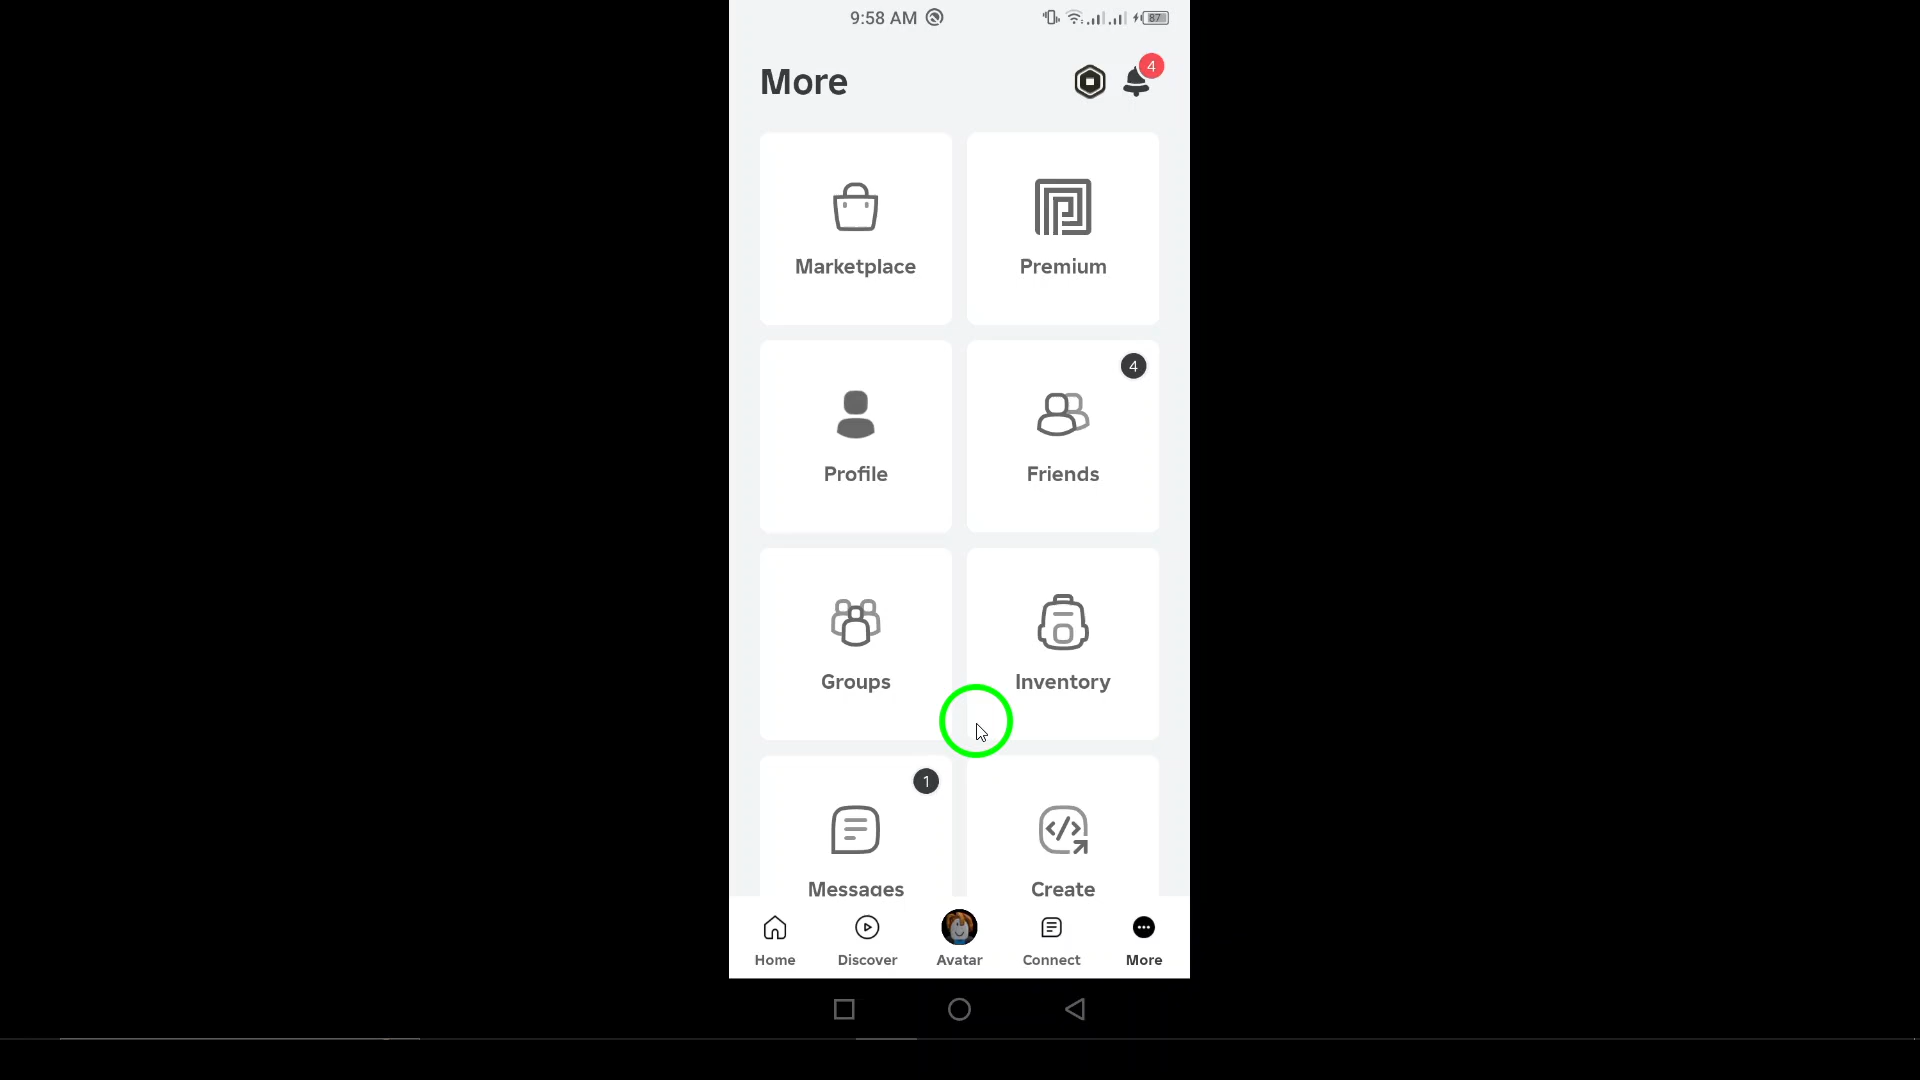 9:58 AM
87
More
4
Marketplace
Premium
4
Profile
Friends
Groups
Inventory
1
Messages
Create
Home
Discover
Avatar
Connect
More